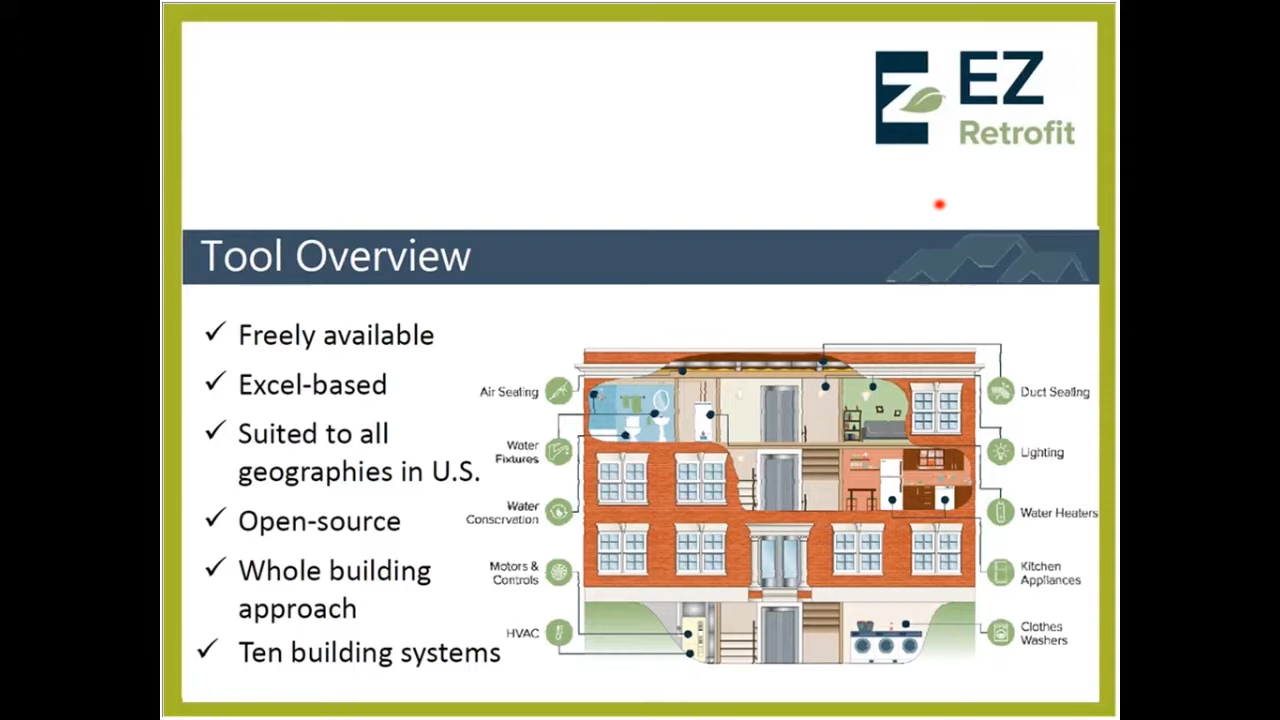 EZ
Retrofit
Tool Overview
✓ Freely available
✓ Excel-based
✓ Suited to all
geographies in U.S.
✓ Open-source
✓ Whole building
approach
✓ Ten building systems
Air Sealing
Water
Fixtures
Water
Conservation
Motors &
Controls
HVAC
Duct Sealing
Lighting
Water Heaters
Kitchen
Appliances
Clothes
Washers